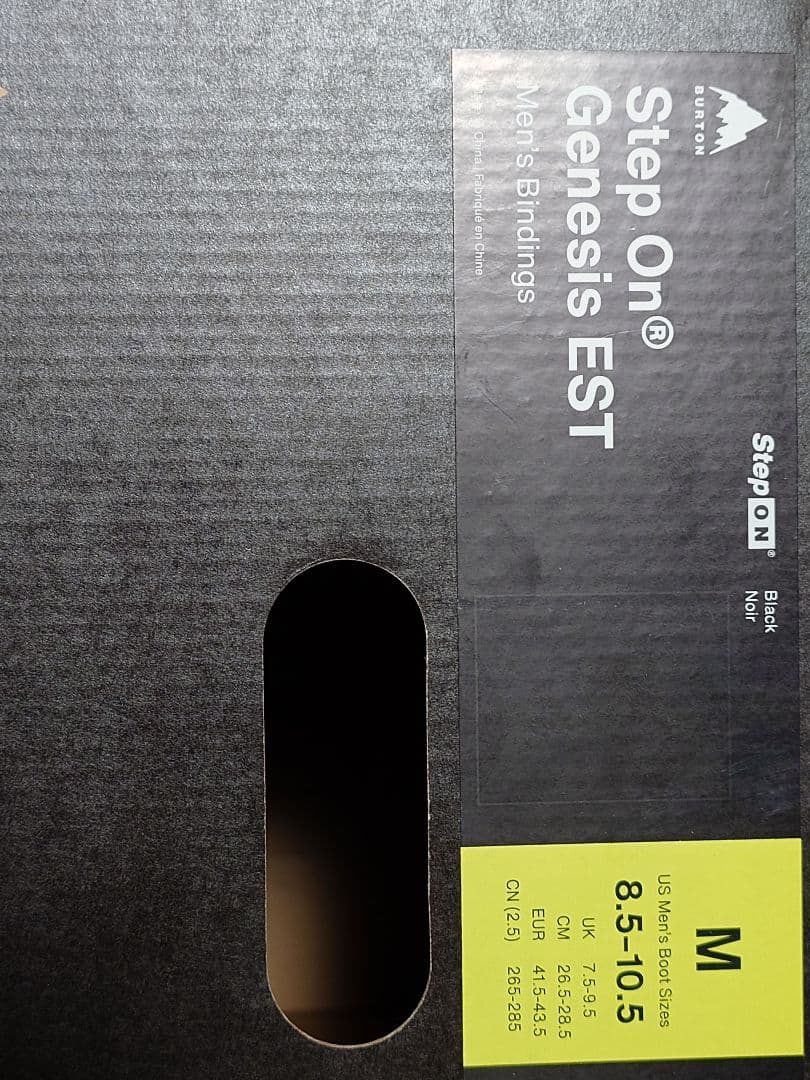 BURTON
Step On®
Genesis EST
Men's Bindings
China | Fabriqué en Chine
Step ON®
Black
Noir
M
US Men's Boot Sizes
8.5–10.5
UK 7.5-9.5
CM 26.5-28.5
EUR 41.5-43.5
CN (2.5) 265-285